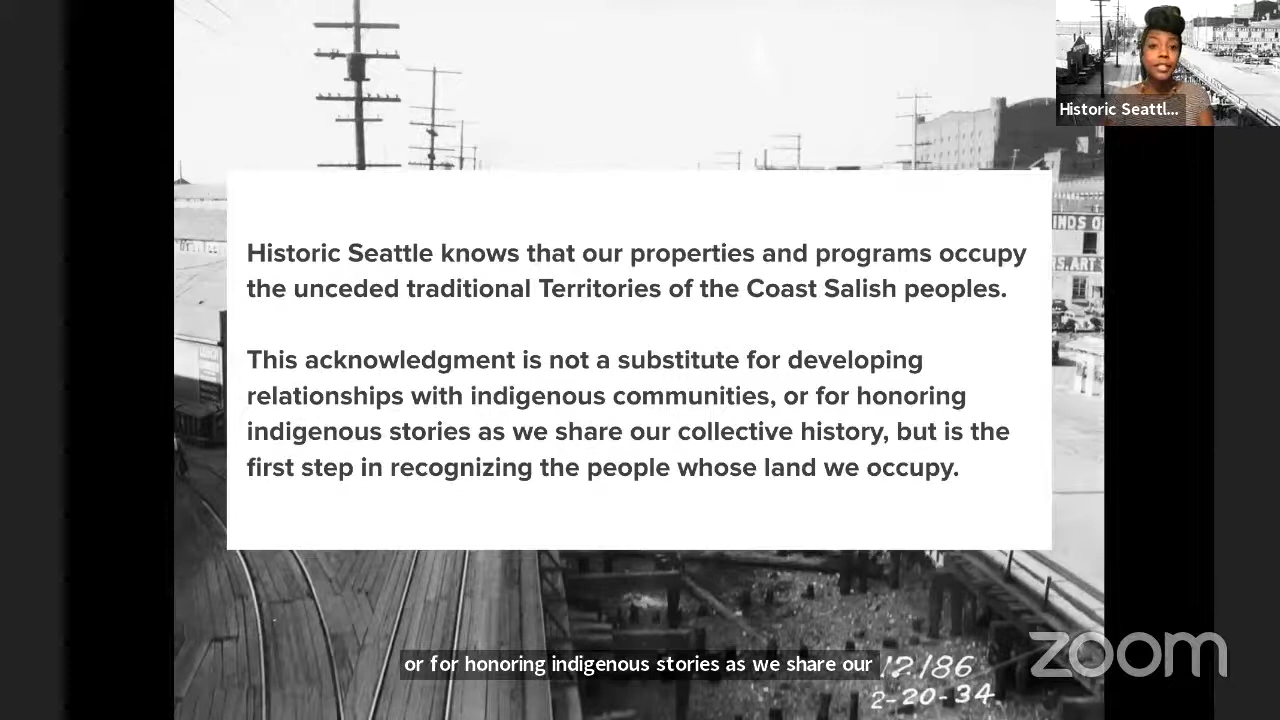 Historic Seattl...
INDS O
S.ART
Historic Seattle knows that our properties and programs occupy
the unceded traditional Territories of the Coast Salish peoples.
This acknowledgment is not a substitute for developing
relationships with indigenous communities, or for honoring
indigenous stories as we share our collective history, but is the
first step in recognizing the people whose land we occupy.
or for honoring indigenous stories as we share our
12186
2-20-34
zoom